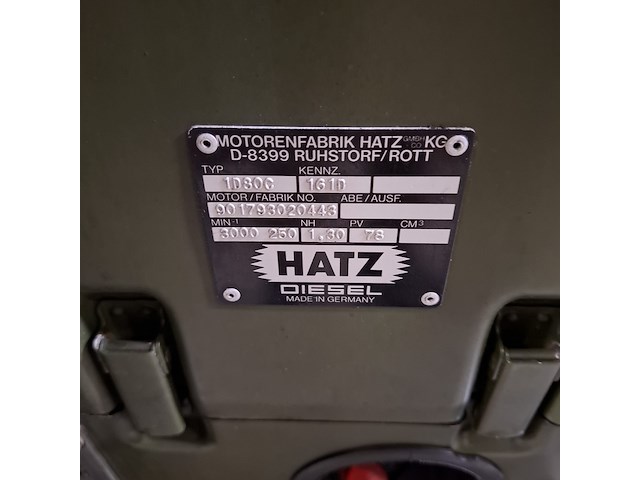 MOTORENFABRIK HATZ GMBH CO KG
D-8399 RUHSTORF/ROTT
TYP KENNZ.
1D80C 161D
MOTOR/FABRIK NO. ABE/AUSF.
901793020443
MIN⁻¹ NH PV CM³
3000 250 1.30 78
HATZ
DIESEL
MADE IN GERMANY